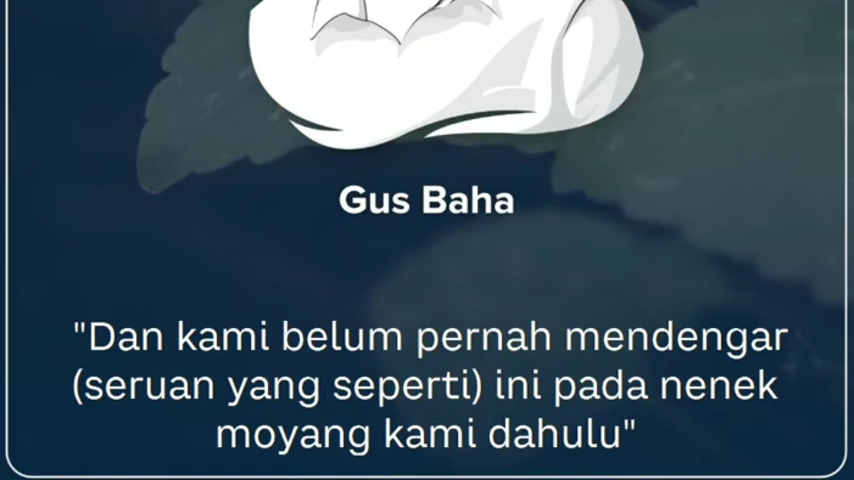 Gus Baha
"Dan kami belum pernah mendengar
(seruan yang seperti) ini pada nenek
moyang kami dahulu"